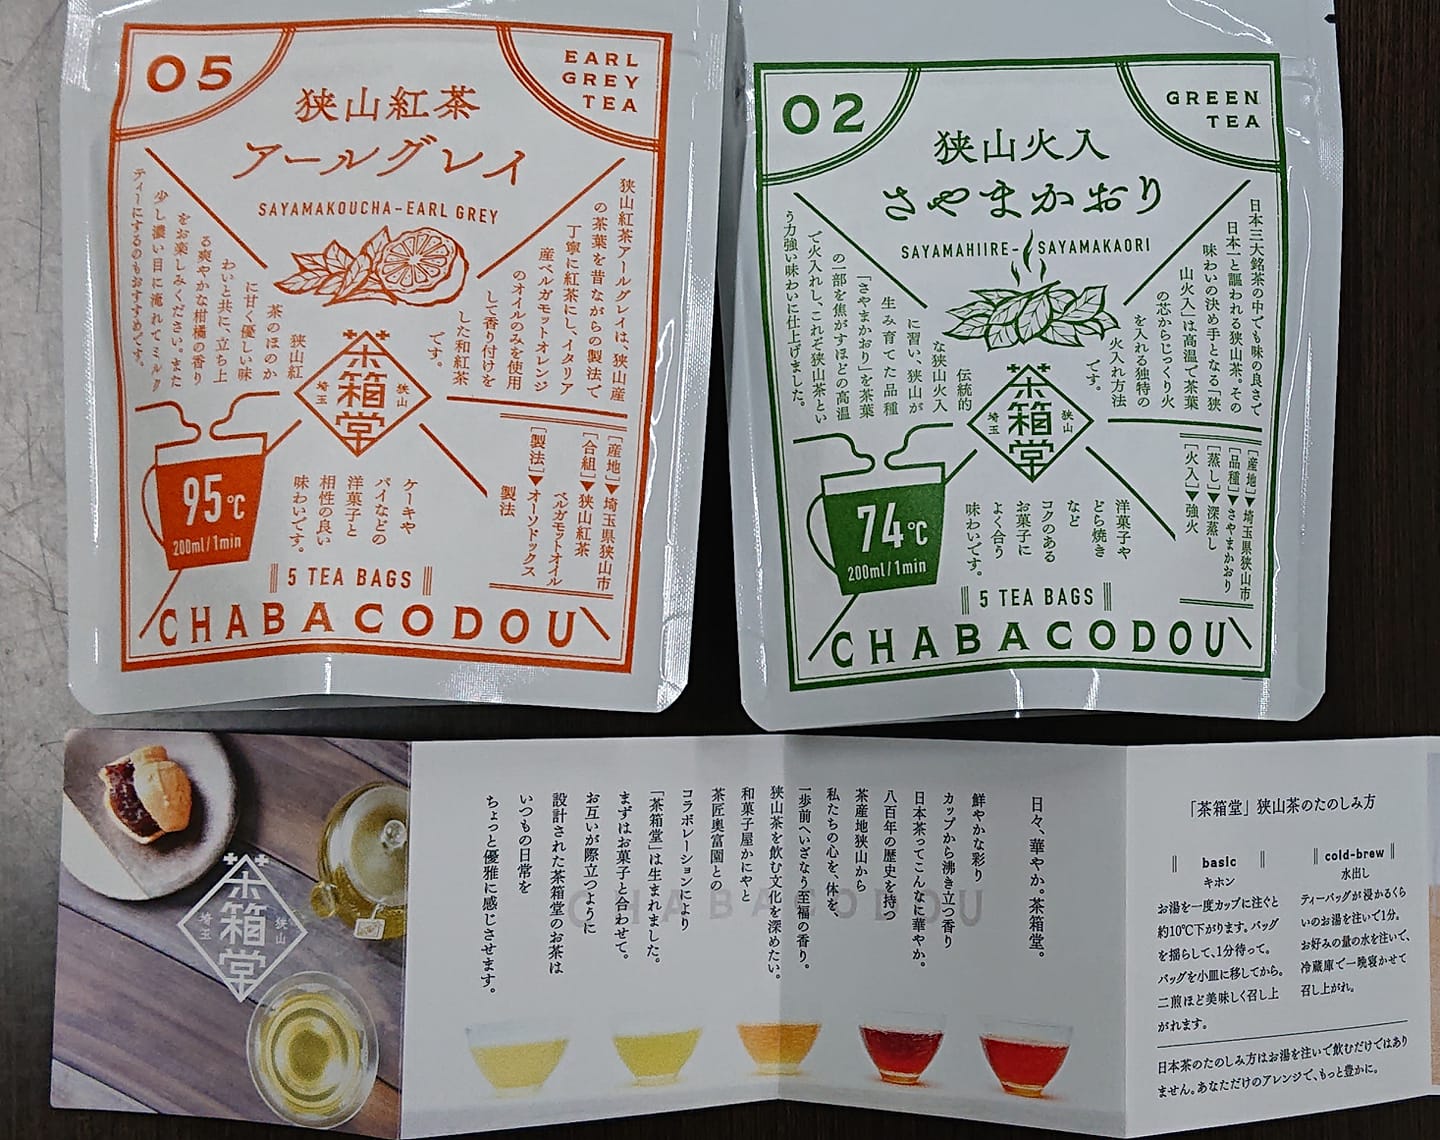 05
EARL
GREY
TEA
狭山紅茶
アールグレイ
SAYAMAKOUCHA-EARL GREY
狭山紅茶アールグレイは、狭山産
の茶葉を昔ながらの製法で
丁寧に紅茶にし、イタリア
産ベルガモットオレンジ
のオイルのみを使用
して香り付けを
した和紅茶
です。
狭山紅
茶のほのか
に甘く優しい味
わいと共に、立ち上
る爽やかな柑橘の香り
をお楽しみください。また
少し濃い目に淹れてミルク
ティーにするのもおすすめです。
茶箱堂
狭山
埼玉
95℃
200ml/1min
ケーキや
パイなどの
洋菓子と
相性の良い
味わいです。
[産地]▼埼玉県狭山市
[合組]▼狭山紅茶
ベルガモットオイル
[製法]▼オーソドックス
製法
5 TEA BAGS
CHABACODOU
02
GREEN
TEA
狭山火入
さやまかおり
SAYAMAHIIRE-SAYAMAKAORI
日本三大銘茶の中でも味の良さで
日本一と謳われる狭山茶。その
味わいの決め手となる「狭
山火入」は高温で茶葉
の芯からじっくり火
を入れる独特の
火入れ方法
です。
伝統的
な狭山火入
に習い、狭山が
生み育てた品種
「さやまかおり」を茶葉
の一部を焦がすほどの高温
で火入れし、これぞ狭山茶とい
う力強い味わいに仕上げました。
茶箱堂
狭山
埼玉
74℃
200ml/1min
洋菓子や
どら焼き
など
コクのある
お菓子に
よく合う
味わいです。
[産地]▼埼玉県狭山市
[品種]▼さやまかおり
[蒸し]▼深蒸し
[火入]▼強火
5 TEA BAGS
CHABACODOU
茶箱堂
狭山
埼玉
日々、華やか。茶箱堂。
鮮やかな彩り
カップから沸き立つ香り
日本茶ってこんなに華やか。
八百年の歴史を持つ
茶産地狭山から
私たちの心を、体を、
一歩前へいざなう至福の香り。
狭山茶を飲む文化を深めたい。
和菓子屋かにやと
茶匠奥富園との
コラボレーションにより
「茶箱堂」は生まれました。
まずはお菓子と合わせて。
お互いが際立つように
設計された茶箱堂のお茶は
いつもの日常を
ちょっと優雅に感じさせます。
CHABACODOU
「茶箱堂」狭山茶のたのしみ方
basic
キホン
お湯を一度カップに注ぐと
約10℃下がります。バッグ
を揺らして、1分待って。
バッグを小皿に移してから。
二煎ほど美味しく召し上
がれます。
cold-brew
水出し
ティーバッグが浸かるくら
いのお湯を注いで1分。
お好みの量の水を注いで、
冷蔵庫で一晩寝かせて
召し上がれ。
日本茶のたのしみ方はお湯を注いで飲むだけではあり
ません。あなただけのアレンジで、もっと豊かに。